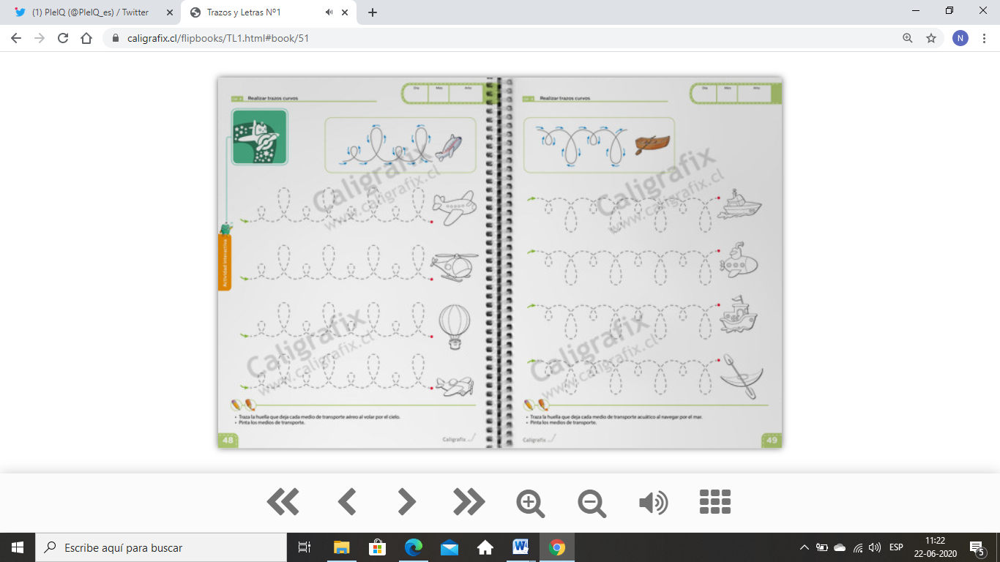 (1) PleIQ (@PleIQ_es) / Twitter
Trazos y Letras Nº1
caligrafix.cl/flipbooks/TL1.html#book/51
N
Realizar trazos curvos
Día Mes Año
Actividad interactiva
Caligrafix
www.caligrafix.cl
Caligrafix
www.caligrafix.cl
• Traza la huella que deja cada medio de transporte aéreo al volar por el cielo.
• Pinta los medios de transporte.
48
Caligrafix
Realizar trazos curvos
Día Mes Año
Caligrafix
www.caligrafix.cl
Caligrafix
www.caligrafix.cl
• Traza la huella que deja cada medio de transporte acuático al navegar por el mar.
• Pinta los medios de transporte.
Caligrafix
49
Escribe aquí para buscar
ESP
11:22
22-06-2020
5